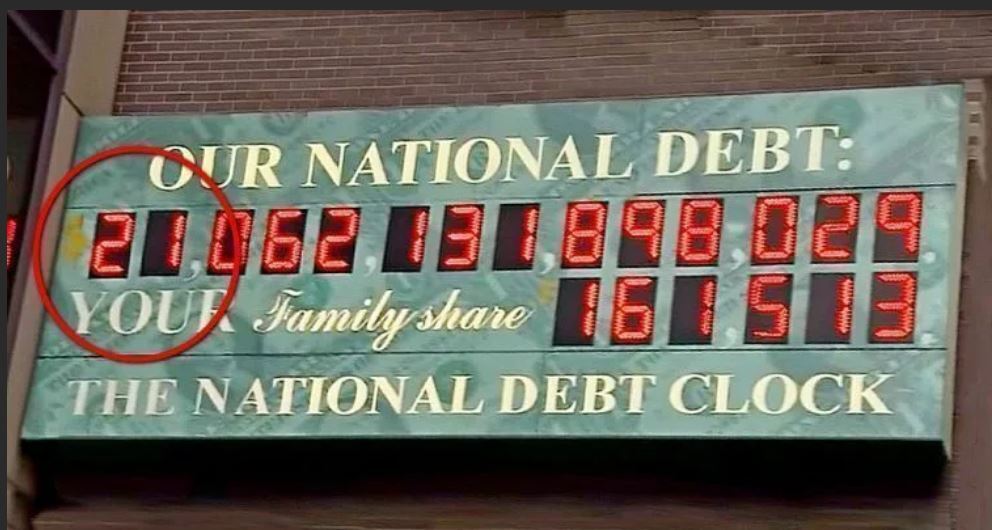 OUR NATIONAL DEBT:
$21,062,131,898,029.
YOUR Family share $161,513
THE NATIONAL DEBT CLOCK